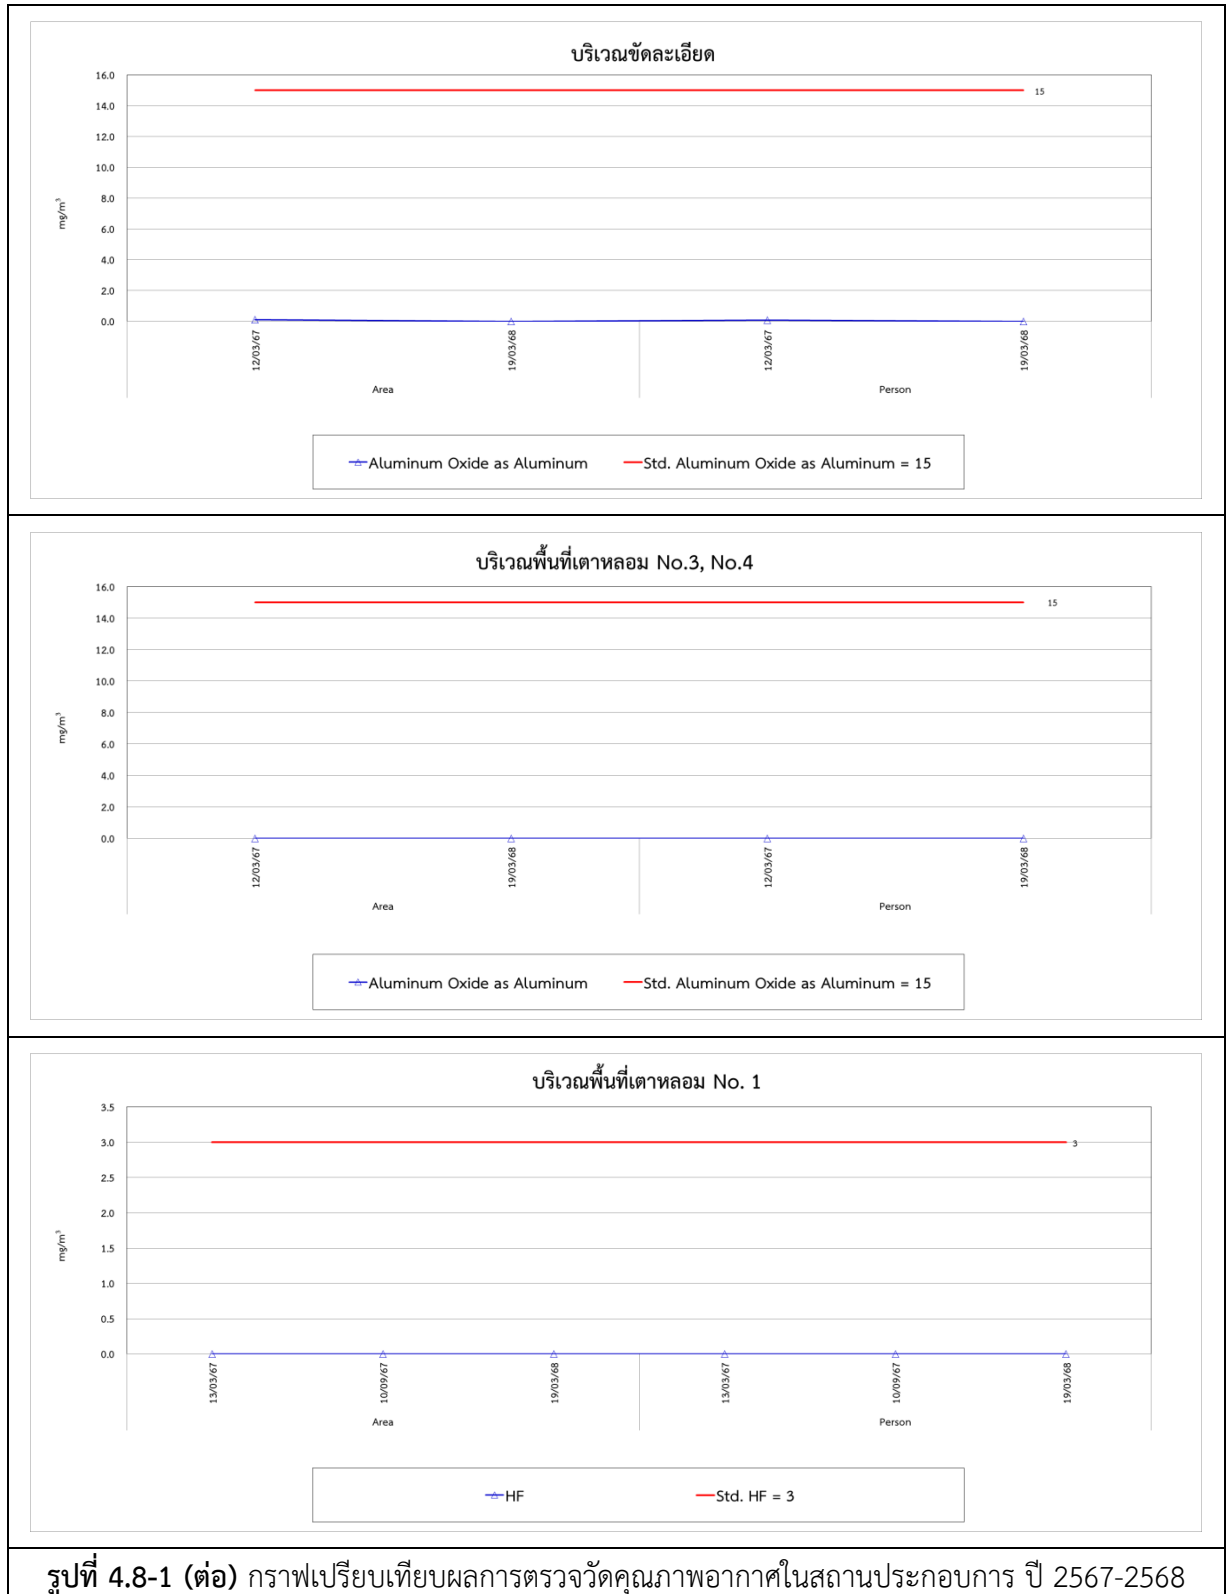 บริเวณขัดละเอียด
16.0
14.0
12.0
10.0
8.0
6.0
4.0
2.0
0.0
mg/m³
15
12/03/67
19/03/68
12/03/67
19/03/68
Area
Person
Aluminum Oxide as Aluminum
Std. Aluminum Oxide as Aluminum = 15
บริเวณพื้นที่เตาหลอม No.3, No.4
16.0
14.0
12.0
10.0
8.0
6.0
4.0
2.0
0.0
mg/m³
15
12/03/67
19/03/68
12/03/67
19/03/68
Area
Person
Aluminum Oxide as Aluminum
Std. Aluminum Oxide as Aluminum = 15
บริเวณพื้นที่เตาหลอม No. 1
3.5
3.0
2.5
2.0
1.5
1.0
0.5
0.0
mg/m³
3
13/03/67
10/09/67
19/03/68
13/03/67
10/09/67
19/03/68
Area
Person
HF
Std. HF = 3
รูปที่ 4.8-1 (ต่อ) กราฟเปรียบเทียบผลการตรวจวัดคุณภาพอากาศในสถานประกอบการ ปี 2567-2568